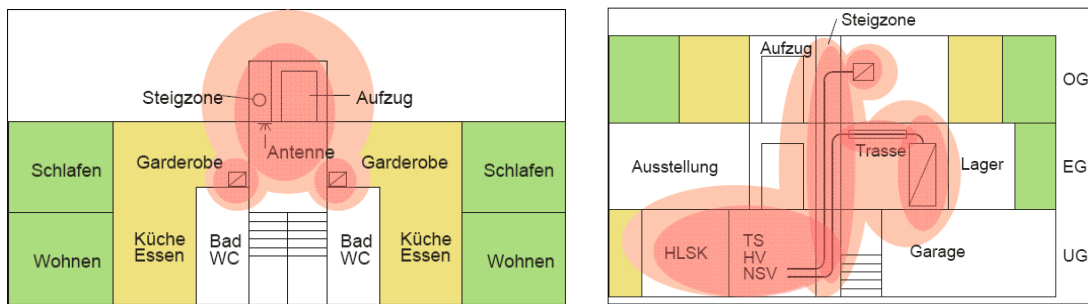 Steigzone
Aufzug
Antenne
Schlafen
Garderobe
Garderobe
Schlafen
Wohnen
Küche
Essen
Bad
WC
Bad
WC
Küche
Essen
Wohnen
Steigzone
Aufzug
OG
Ausstellung
Trasse
Lager
EG
HLSK
TS
HV
NSV
Garage
UG